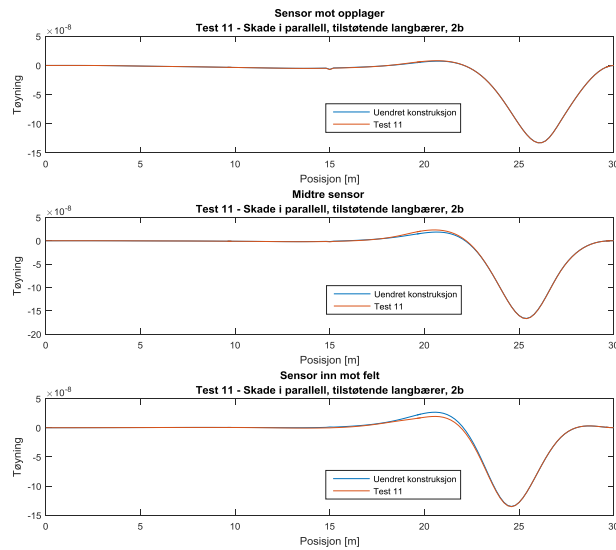 Sensor mot opplager
Test 11 - Skade i parallell, tilstøtende langbærer, 2b
×10⁻⁸
5
0
-5
-10
-15
Tøyning
Uendret konstruksjon
Test 11
0 5 10 15 20 25 30
Posisjon [m]
Midtre sensor
Test 11 - Skade i parallell, tilstøtende langbærer, 2b
×10⁻⁸
5
0
-5
-10
-15
-20
Tøyning
Uendret konstruksjon
Test 11
0 5 10 15 20 25 30
Posisjon [m]
Sensor inn mot felt
Test 11 - Skade i parallell, tilstøtende langbærer, 2b
×10⁻⁸
5
0
-5
-10
-15
Tøyning
Uendret konstruksjon
Test 11
0 5 10 15 20 25 30
Posisjon [m]